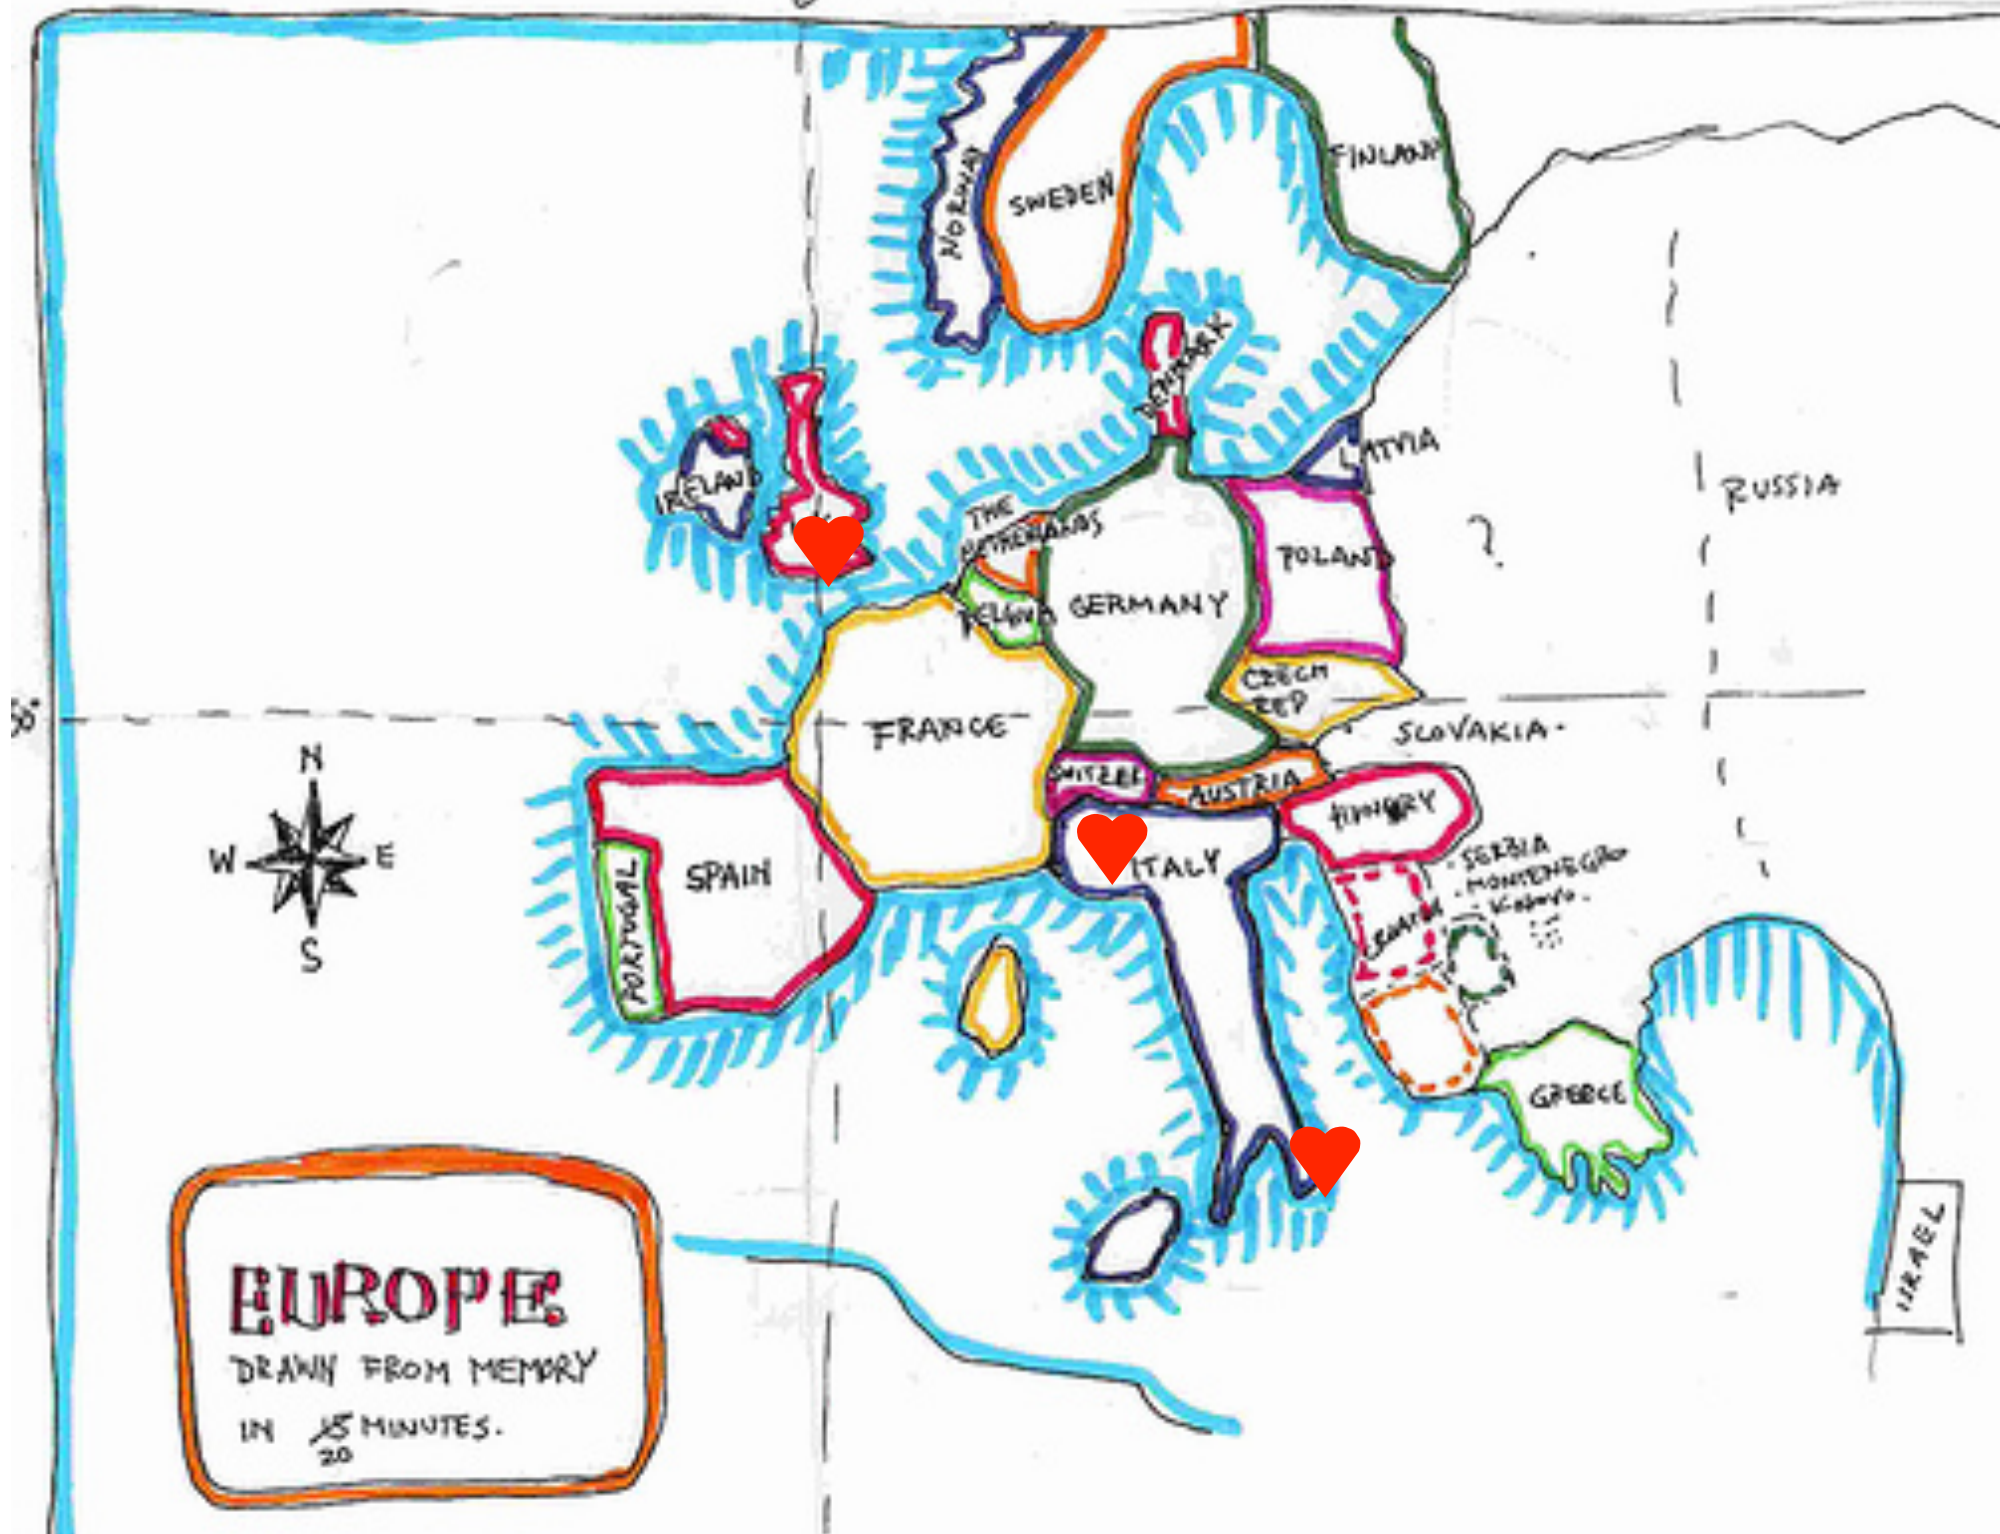 NORWAY
SWEDEN
FINLAND
DENMARK
IRELAND
LATVIA
RUSSIA
THE
NETHERLANDS
POLAND
?
GERMANY
CZECH
REP
FRANCE
SLOVAKIA.
SWITZER
AUSTRIA
HUNGRY
ITALY
SPAIN
PORTUGAL
SERBIA
MONTENEGRO
KOSOVO.
GREECE
ISRAEL
N
W E
S
EUROPE
DRAWN FROM MEMORY
IN 15 MINUTES.
20